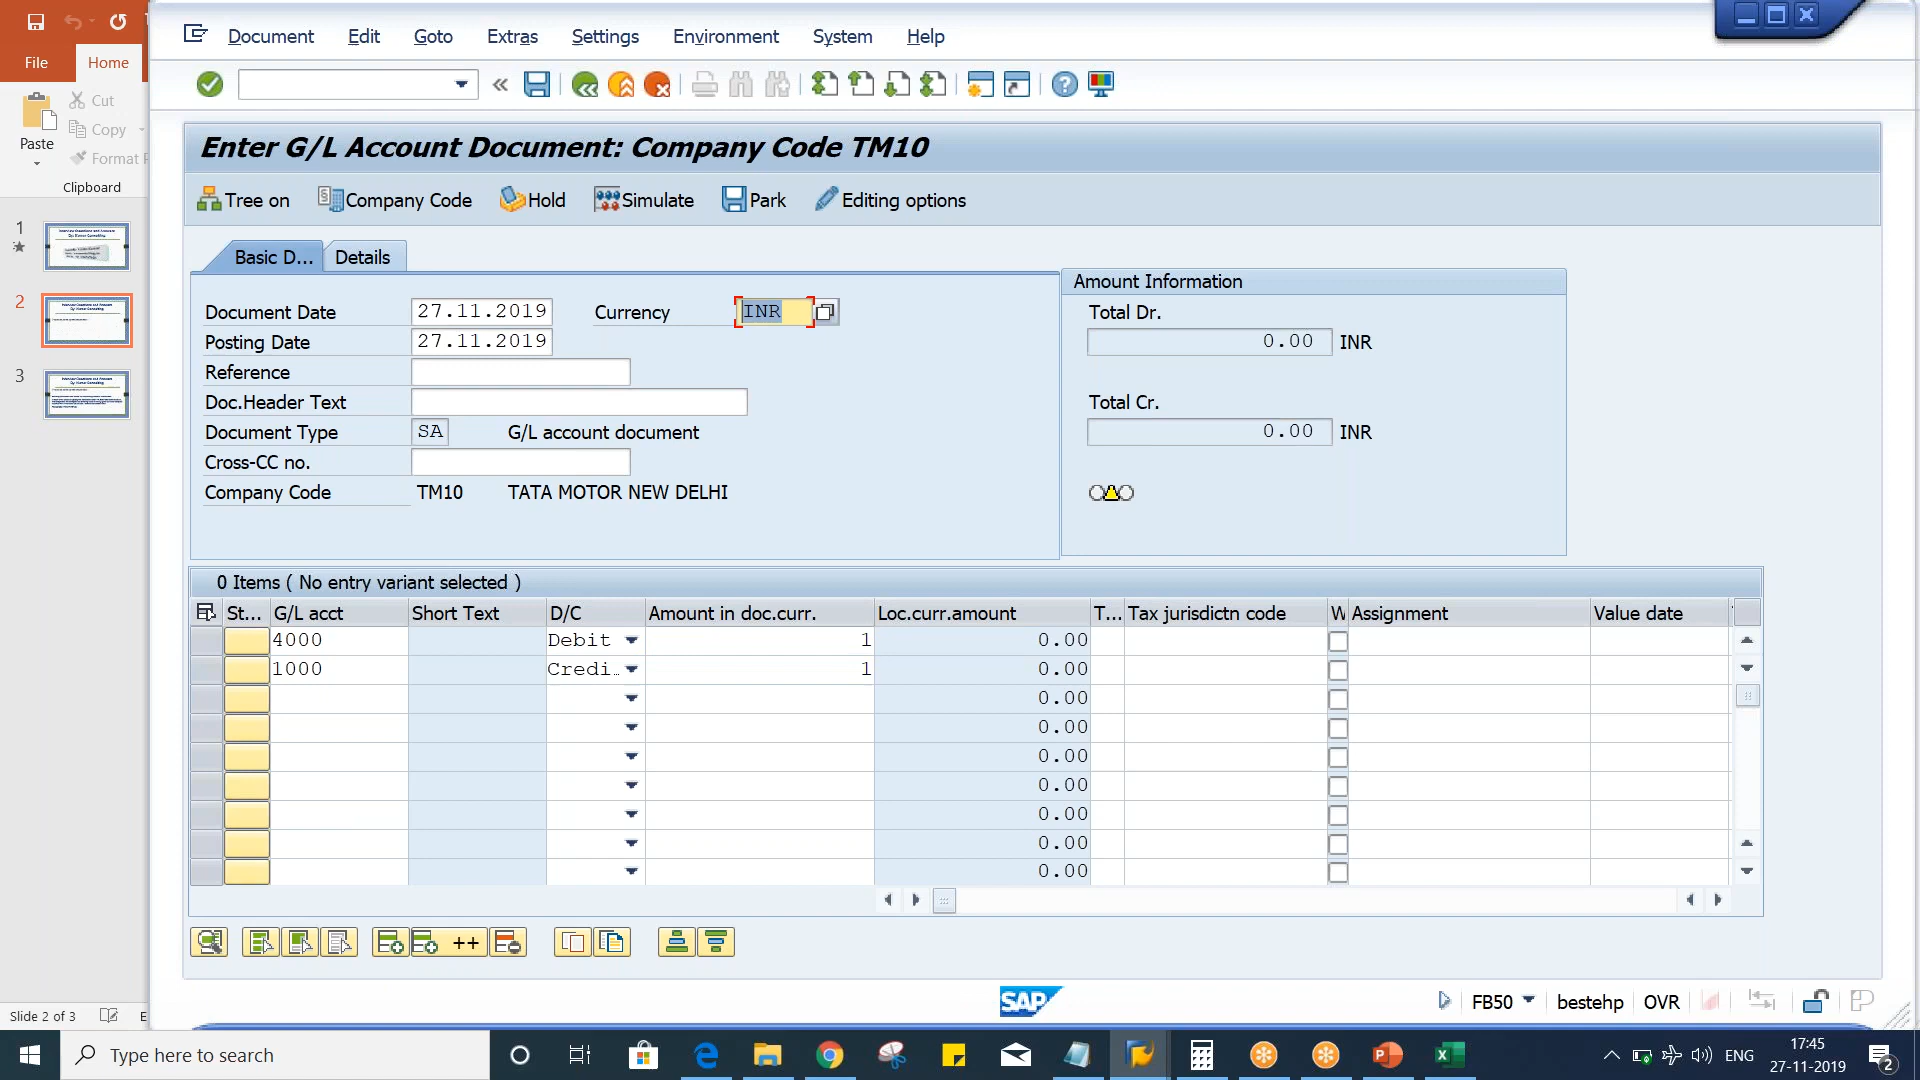 Document Edit Goto Extras Settings Environment System Help
File Home
Cut
Copy
Paste
Format
Clipboard
Enter G/L Account Document: Company Code TM10
Tree on Company Code Hold Simulate Park Editing options
Basic D... Details
Amount Information
Document Date 27.11.2019 Currency INR
Total Dr.
Posting Date 27.11.2019
0.00 INR
Reference
Doc.Header Text
Total Cr.
Document Type SA G/L account document
0.00 INR
Cross-CC no.
Company Code TM10 TATA MOTOR NEW DELHI
1
2
3
0 Items ( No entry variant selected )
St... G/L acct Short Text D/C Amount in doc.curr. Loc.curr.amount T... Tax jurisdictn code W Assignment Value date
4000 Debit 1 0.00
1000 Credi... 1 0.00
0.00
0.00
0.00
0.00
0.00
0.00
0.00
++
SAP
FB50 bestehp OVR
Slide 2 of 3 E
Type here to search
ENG
17:45
27-11-2019
2